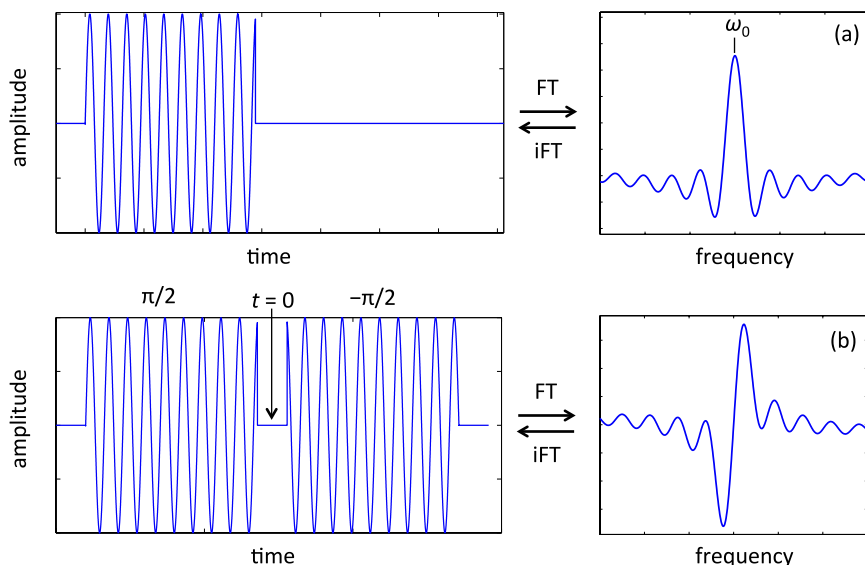 ω0
(a)
amplitude
FT
iFT
time
frequency
π/2
t = 0
−π/2
(b)
amplitude
FT
iFT
time
frequency